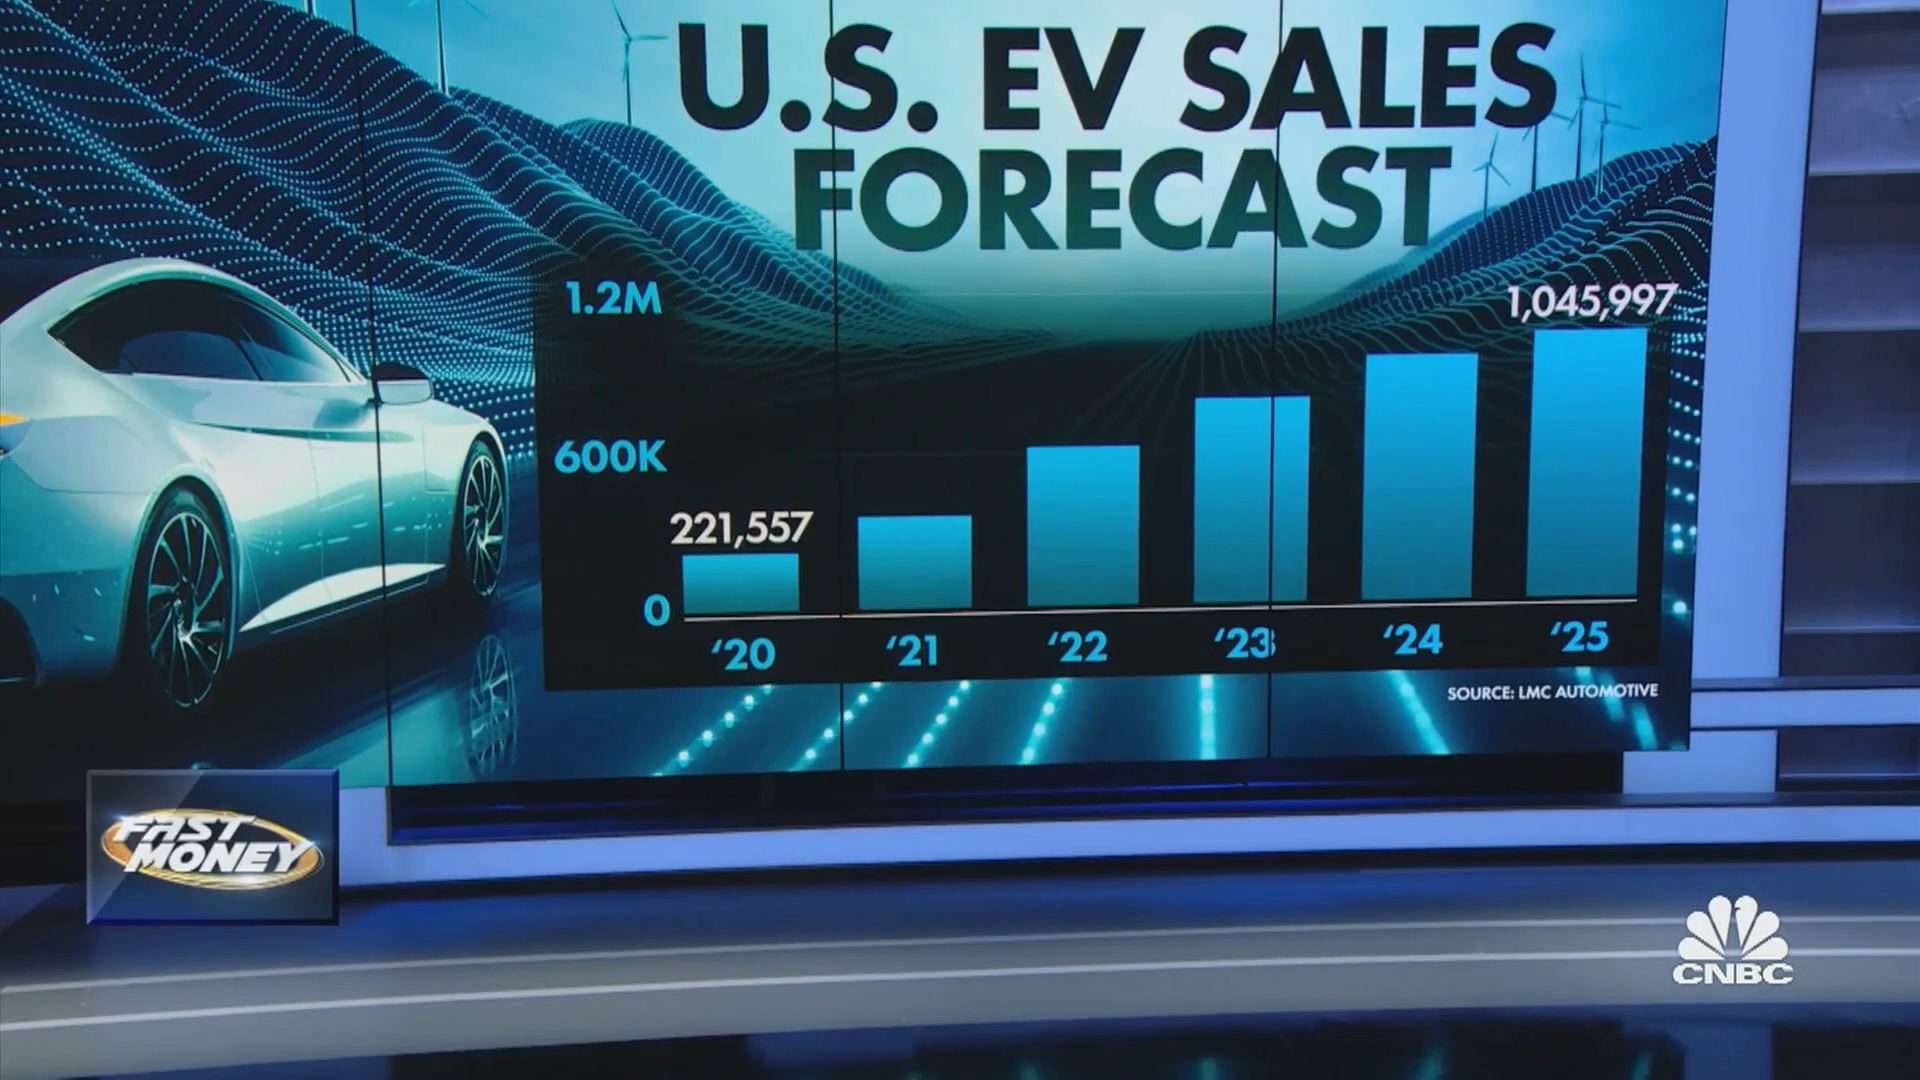 U.S. EV SALES
FORECAST
1.2M
600K
0
221,557
1,045,997
‘20 ‘21 ‘22 ‘23 ‘24 ‘25
SOURCE: LMC AUTOMOTIVE
FAST
MONEY
CNBC